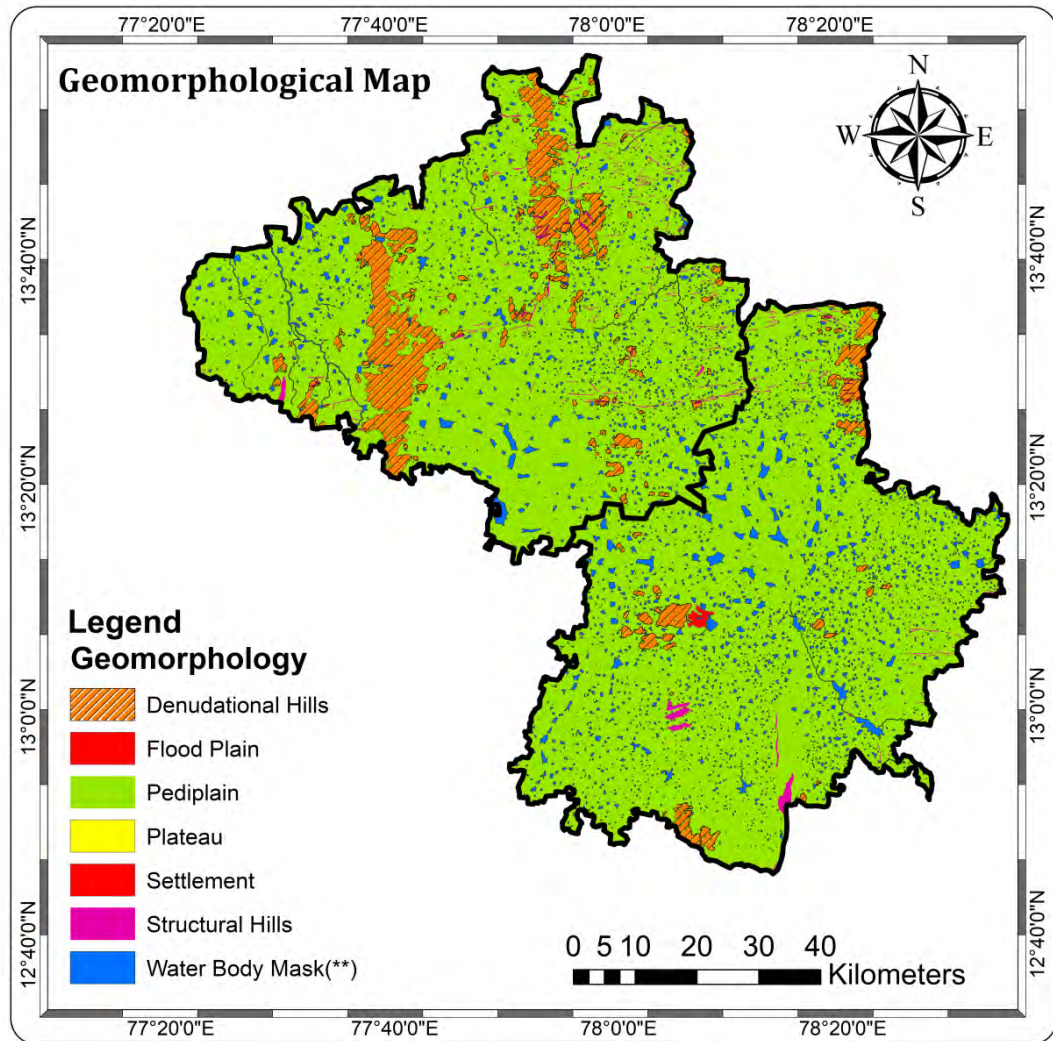 77°20'0"E 77°40'0"E 78°0'0"E 78°20'0"E
Geomorphological Map
N
W E
S
13°40'0"N 13°40'0"N
13°20'0"N 13°20'0"N
13°0'0"N 13°0'0"N
12°40'0"N 12°40'0"N
Legend
Geomorphology
Denudational Hills
Flood Plain
Pediplain
Plateau
Settlement
Structural Hills
Water Body Mask(**)
0 5 10 20 30 40
Kilometers
77°20'0"E 77°40'0"E 78°0'0"E 78°20'0"E